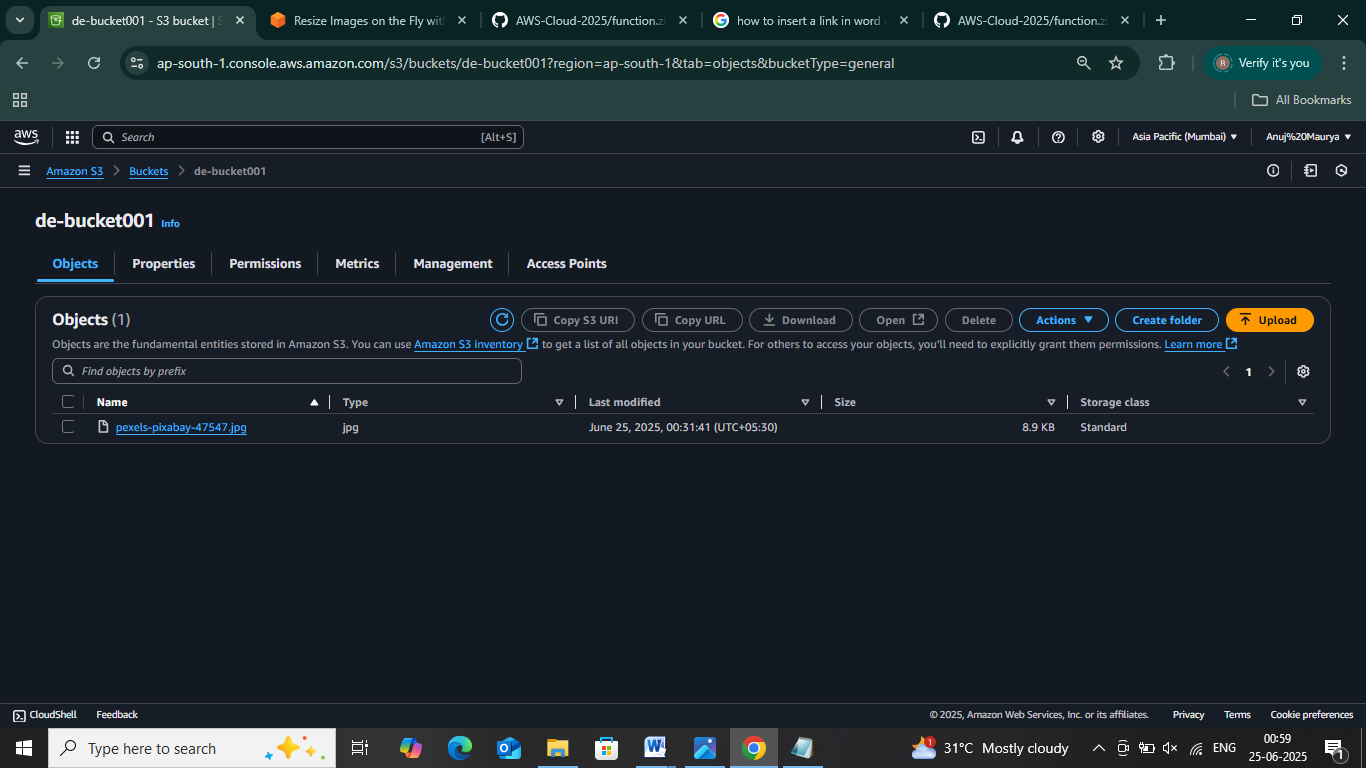 de-bucket001 - S3 bucket | S
Resize Images on the Fly wit
AWS-Cloud-2025/function.zi
how to insert a link in word
AWS-Cloud-2025/function.zi
ap-south-1.console.aws.amazon.com/s3/buckets/de-bucket001?region=ap-south-1&tab=objects&bucketType=general
R
Verify it's you
All Bookmarks
aws
Search
[Alt+S]
Asia Pacific (Mumbai)
Anuj%20Maurya
Amazon S3
Buckets
de-bucket001
de-bucket001 Info
Objects
Properties
Permissions
Metrics
Management
Access Points
Objects (1)
Copy S3 URI
Copy URL
Download
Open
Delete
Actions
Create folder
Upload
Objects are the fundamental entities stored in Amazon S3. You can use Amazon S3 inventory to get a list of all objects in your bucket. For others to access your objects, you'll need to explicitly grant them permissions. Learn more
Find objects by prefix
1
Name
Type
Last modified
Size
Storage class
pexels-pixabay-47547.jpg
jpg
June 25, 2025, 00:31:41 (UTC+05:30)
8.9 KB
Standard
CloudShell
Feedback
© 2025, Amazon Web Services, Inc. or its affiliates.
Privacy
Terms
Cookie preferences
Type here to search
1
31°C Mostly cloudy
ENG
00:59
25-06-2025
1